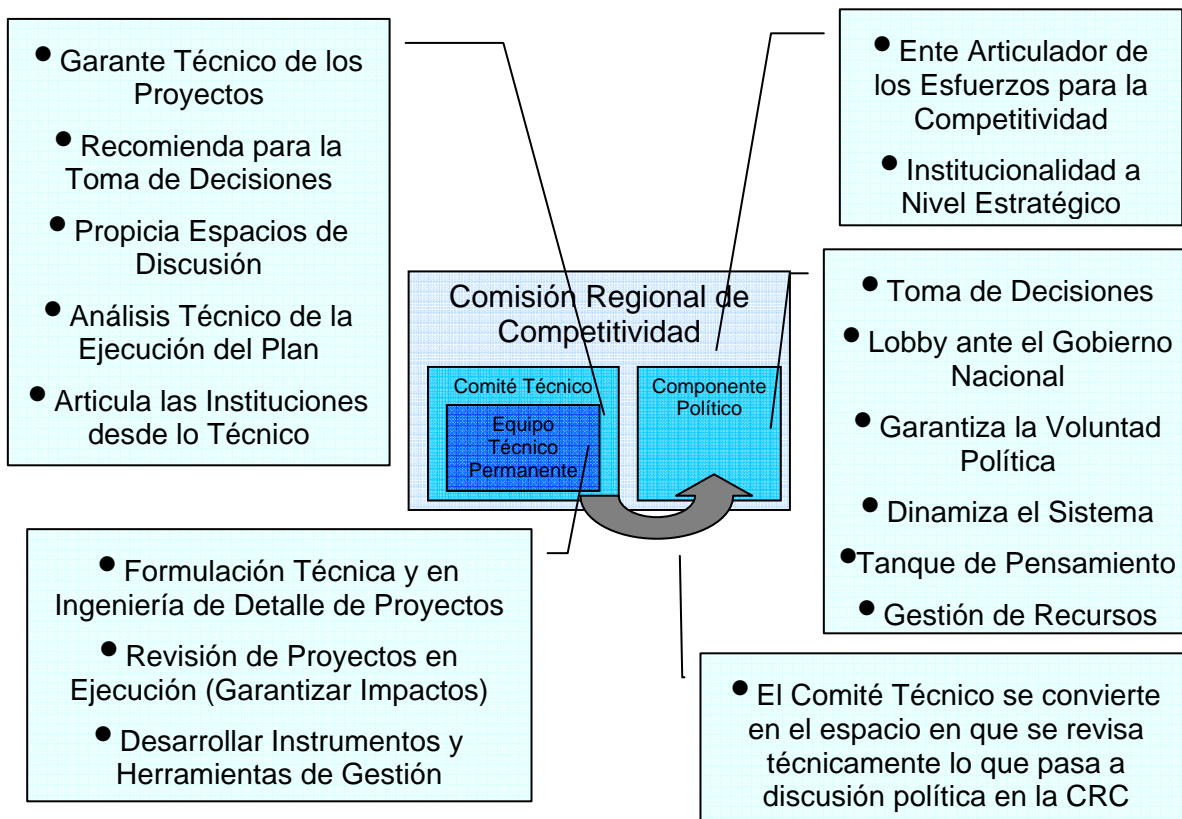 ● Garante Técnico de los
Proyectos
● Recomienda para la
Toma de Decisiones
● Propicia Espacios de
Discusión
● Análisis Técnico de la
Ejecución del Plan
● Articula las Instituciones
desde lo Técnico
● Ente Articulador de
los Esfuerzos para la
Competitividad
● Institucionalidad a
Nivel Estratégico
Comisión Regional de
Competitividad
Comité Técnico
Equipo
Técnico
Permanente
Componente
Político
● Toma de Decisiones
● Lobby ante el Gobierno
Nacional
● Garantiza la Voluntad
Política
● Dinamiza el Sistema
● Tanque de Pensamiento
● Gestión de Recursos
● Formulación Técnica y en
Ingeniería de Detalle de Proyectos
● Revisión de Proyectos en
Ejecución (Garantizar Impactos)
● Desarrollar Instrumentos y
Herramientas de Gestión
● El Comité Técnico se convierte
en el espacio en que se revisa
técnicamente lo que pasa a
discusión política en la CRC